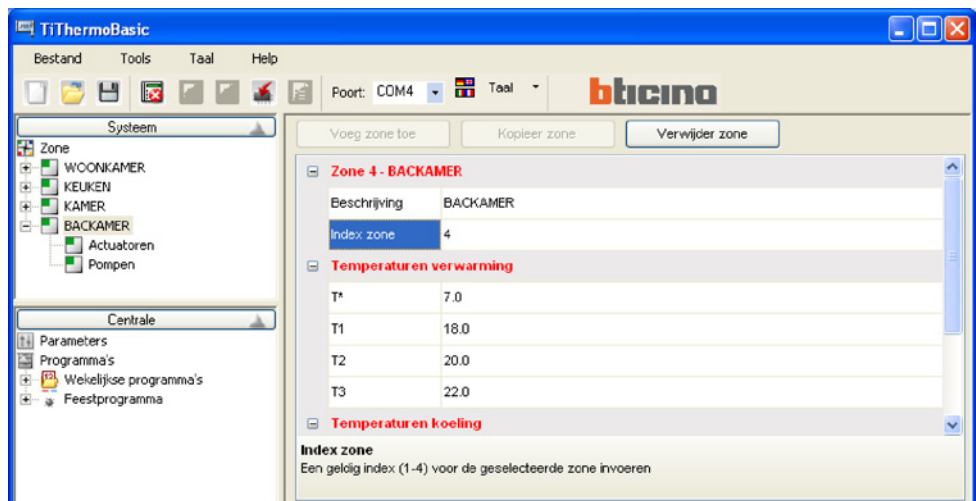 TiThermoBasic
Bestand Tools Taal Help
Poort: COM4 Taal bticino
Systeem
Zone
WOONKAMER
KEUKEN
KAMER
BACKAMER
Actuatoren
Pompen
Centrale
Parameters
Programma's
Wekelijkse programma's
Feestprogramma
Voeg zone toe Kopieer zone Verwijder zone
Zone 4 - BACKAMER
Beschrijving BACKAMER
Index zone 4
Temperaturen verwarming
T* 7.0
T1 18.0
T2 20.0
T3 22.0
Temperaturen koeling
Index zone
Een geldig index (1-4) voor de geselecteerde zone invoeren